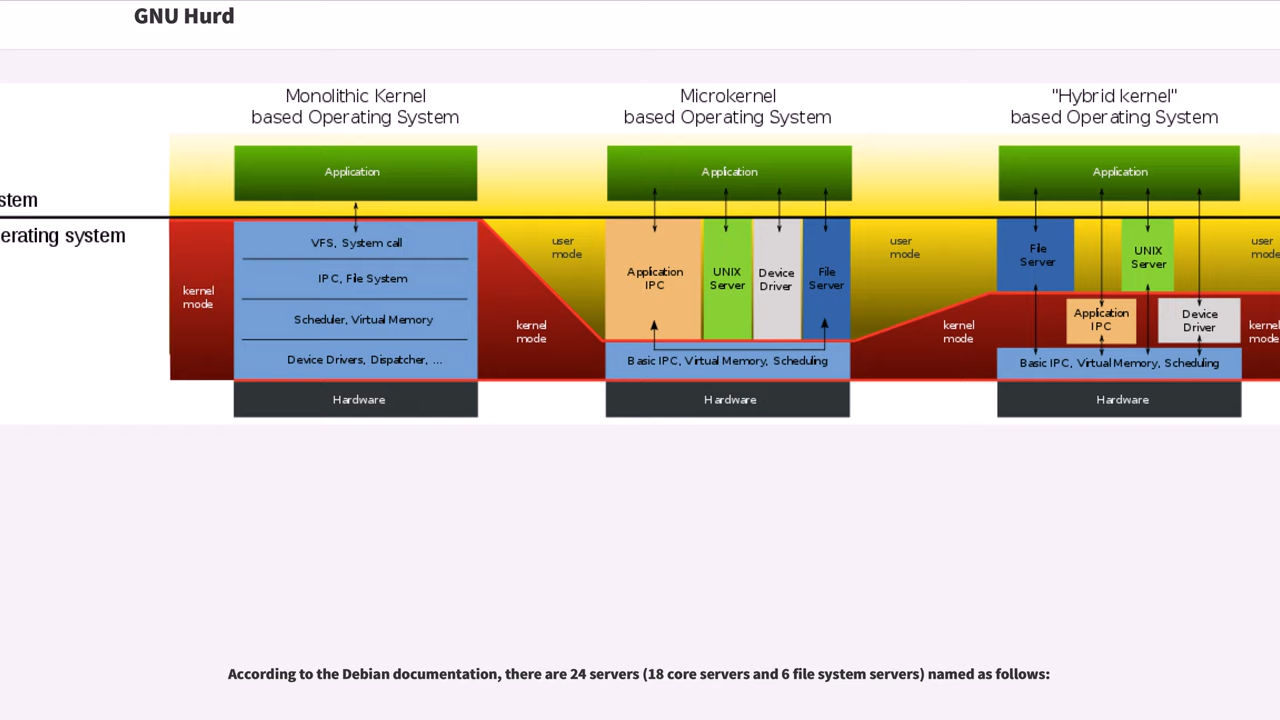 GNU Hurd
Monolithic Kernel
based Operating System
Microkernel
based Operating System
"Hybrid kernel"
based Operating System
stem
erating system
Application
VFS, System call
IPC, File System
Scheduler, Virtual Memory
Device Drivers, Dispatcher, ...
Hardware
kernel
mode
kernel
mode
user
mode
Application
Application
IPC
UNIX
Server
Device
Driver
File
Server
Basic IPC, Virtual Memory, Scheduling
Hardware
user
mode
kernel
mode
Application
File
Server
UNIX
Server
Application
IPC
Device
Driver
Basic IPC, Virtual Memory, Scheduling
Hardware
user
mode
kernel
mode
According to the Debian documentation, there are 24 servers (18 core servers and 6 file system servers) named as follows: